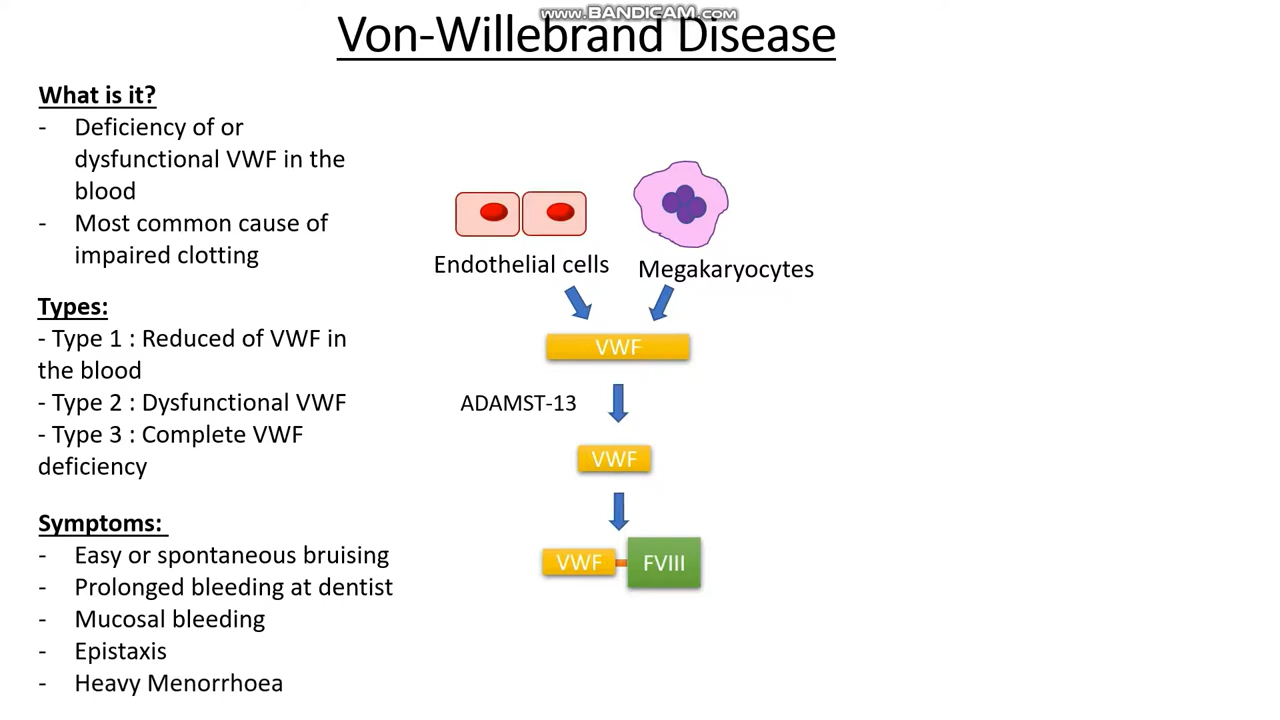 www.BANDICAM.com
Von-Willebrand Disease
What is it?
- Deficiency of or
dysfunctional VWF in the
blood
- Most common cause of
impaired clotting
Types:
- Type 1 : Reduced of VWF in
the blood
- Type 2 : Dysfunctional VWF
- Type 3 : Complete VWF
deficiency
Symptoms:
- Easy or spontaneous bruising
- Prolonged bleeding at dentist
- Mucosal bleeding
- Epistaxis
- Heavy Menorrhoea
Endothelial cells
Megakaryocytes
VWF
ADAMST-13
VWF
VWF
FVIII